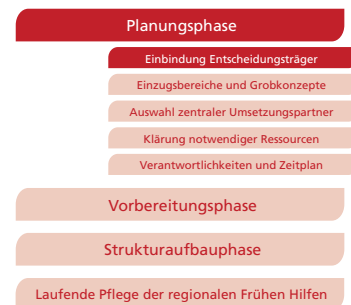 Planungsphase
Einbindung Entscheidungsträger
Einzugsbereiche und Grobkonzepte
Auswahl zentraler Umsetzungspartner
Klärung notwendiger Ressourcen
Verantwortlichkeiten und Zeitplan
Vorbereitungsphase
Strukturaufbauphase
Laufende Pflege der regionalen Frühen Hilfen